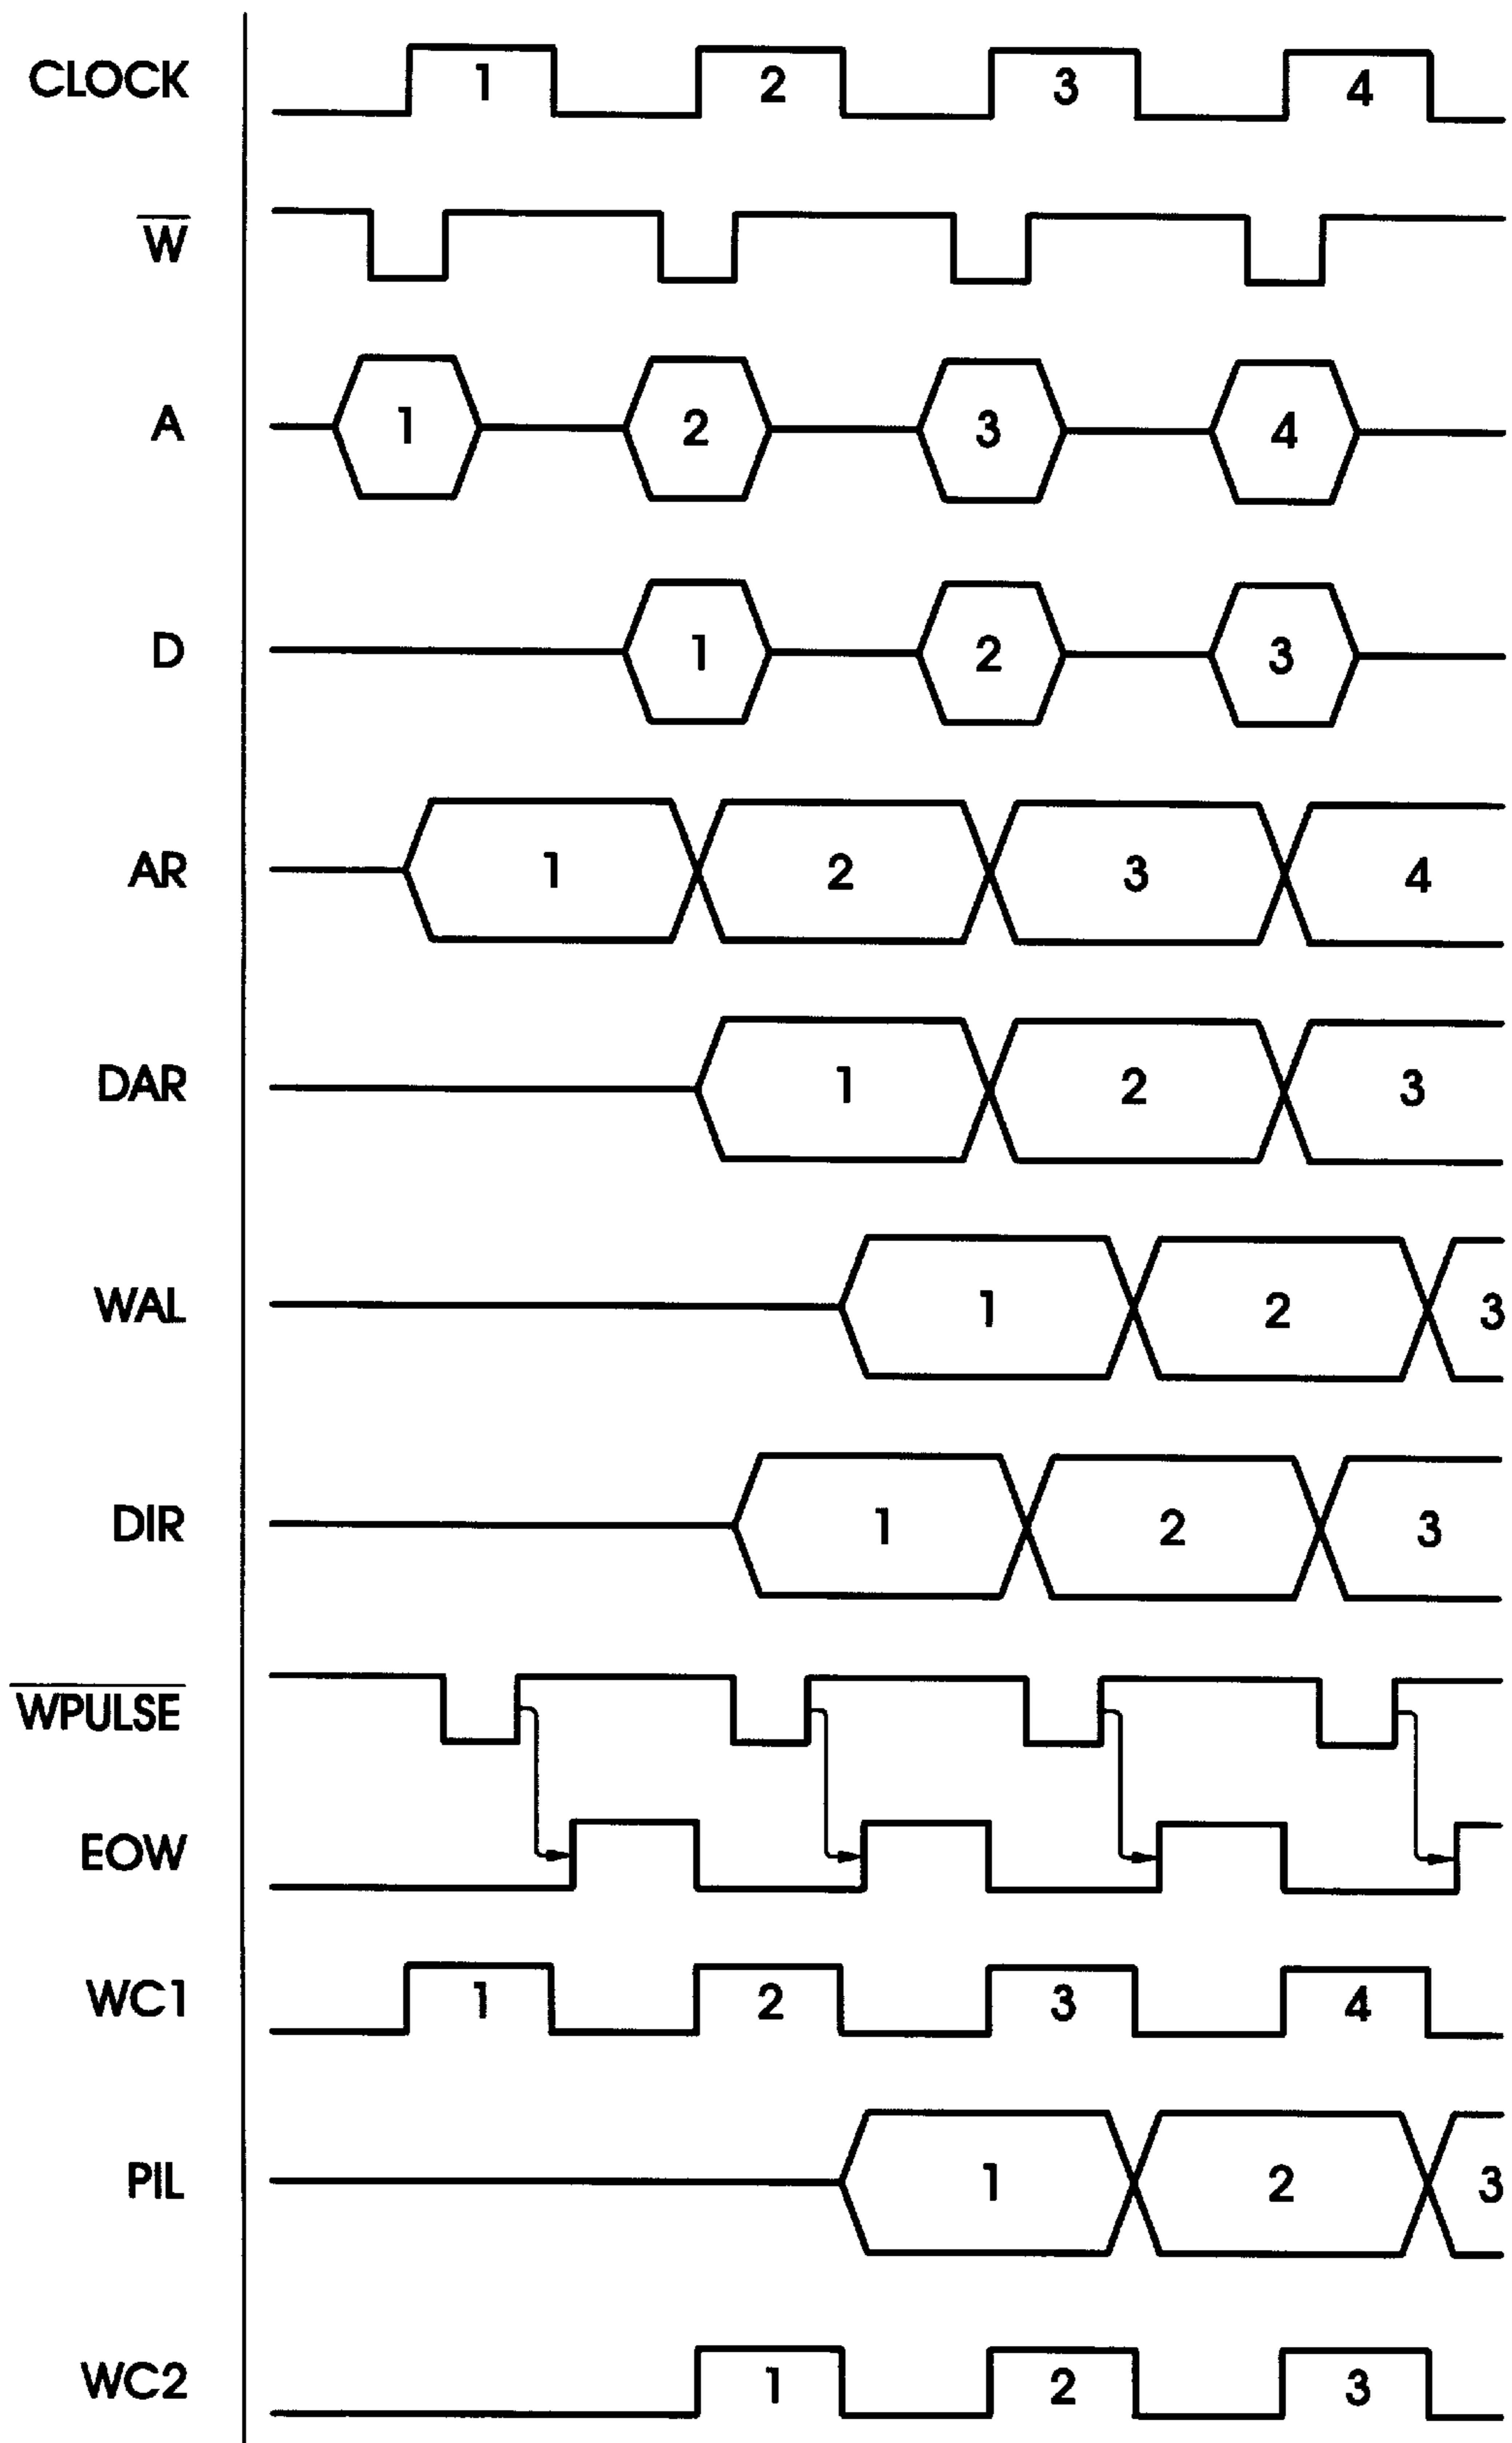 CLOCK 1 2 3 4
W̅
A 1 2 3 4
D 1 2 3
AR 1 2 3 4
DAR 1 2 3
WAL 1 2 3
DIR 1 2 3
W̅P̅U̅L̅S̅E̅
EOW
WC1 1 2 3 4
PIL 1 2 3
WC2 1 2 3